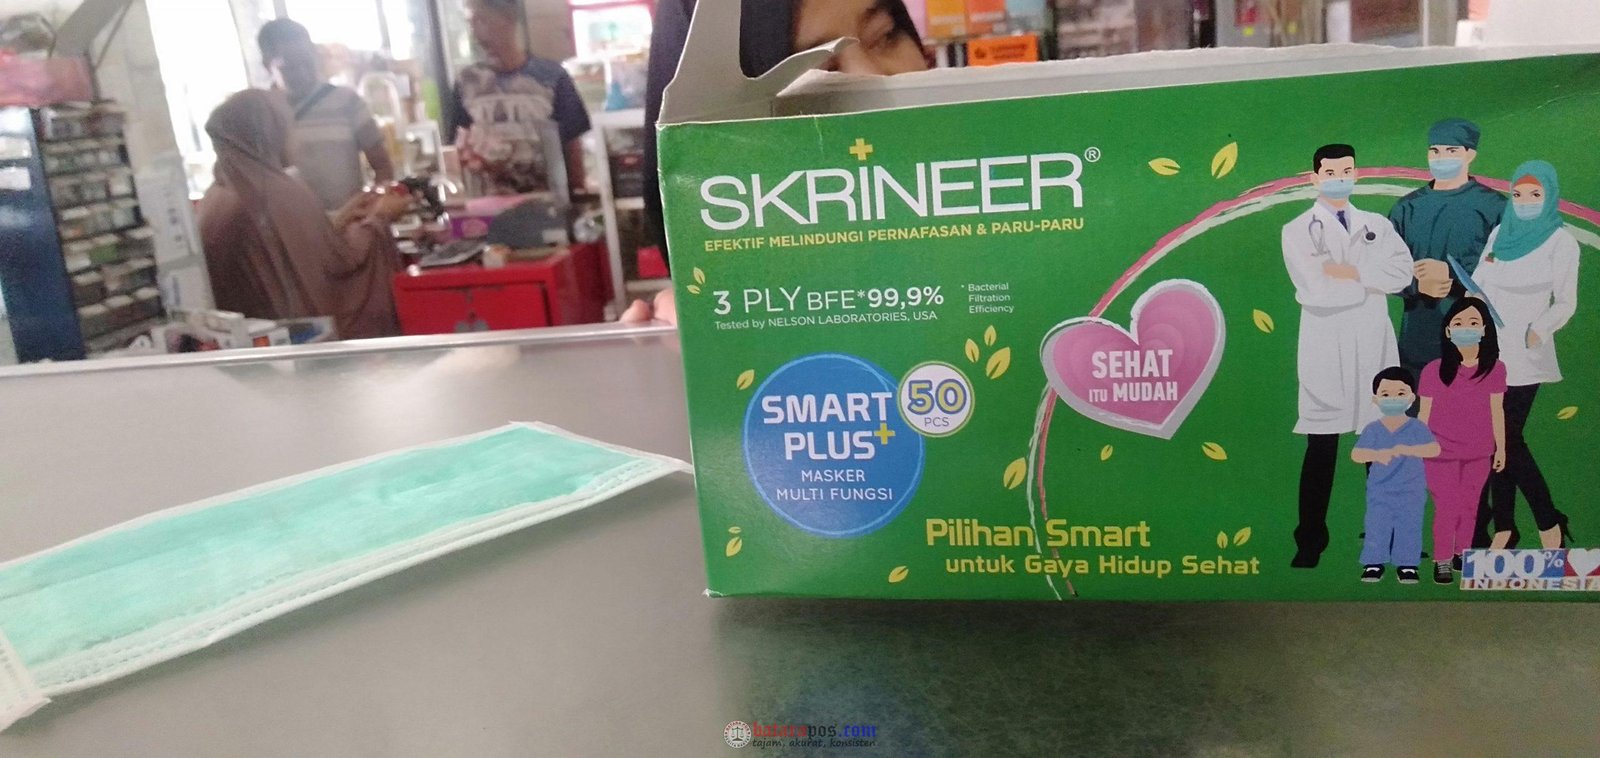 SKRINEER®
EFEKTIF MELINDUNGI PERNAFASAN & PARU-PARU
3 PLY BFE*99,9%
* Bacterial
Filtration
Efficiency
Tested by NELSON LABORATORIES, USA
SMART
PLUS+
MASKER
MULTI FUNGSI
50
PCS
SEHAT
ITU MUDAH
Pilihan Smart
untuk Gaya Hidup Sehat
100%
INDONESIA
tajam, akurat, konsisten